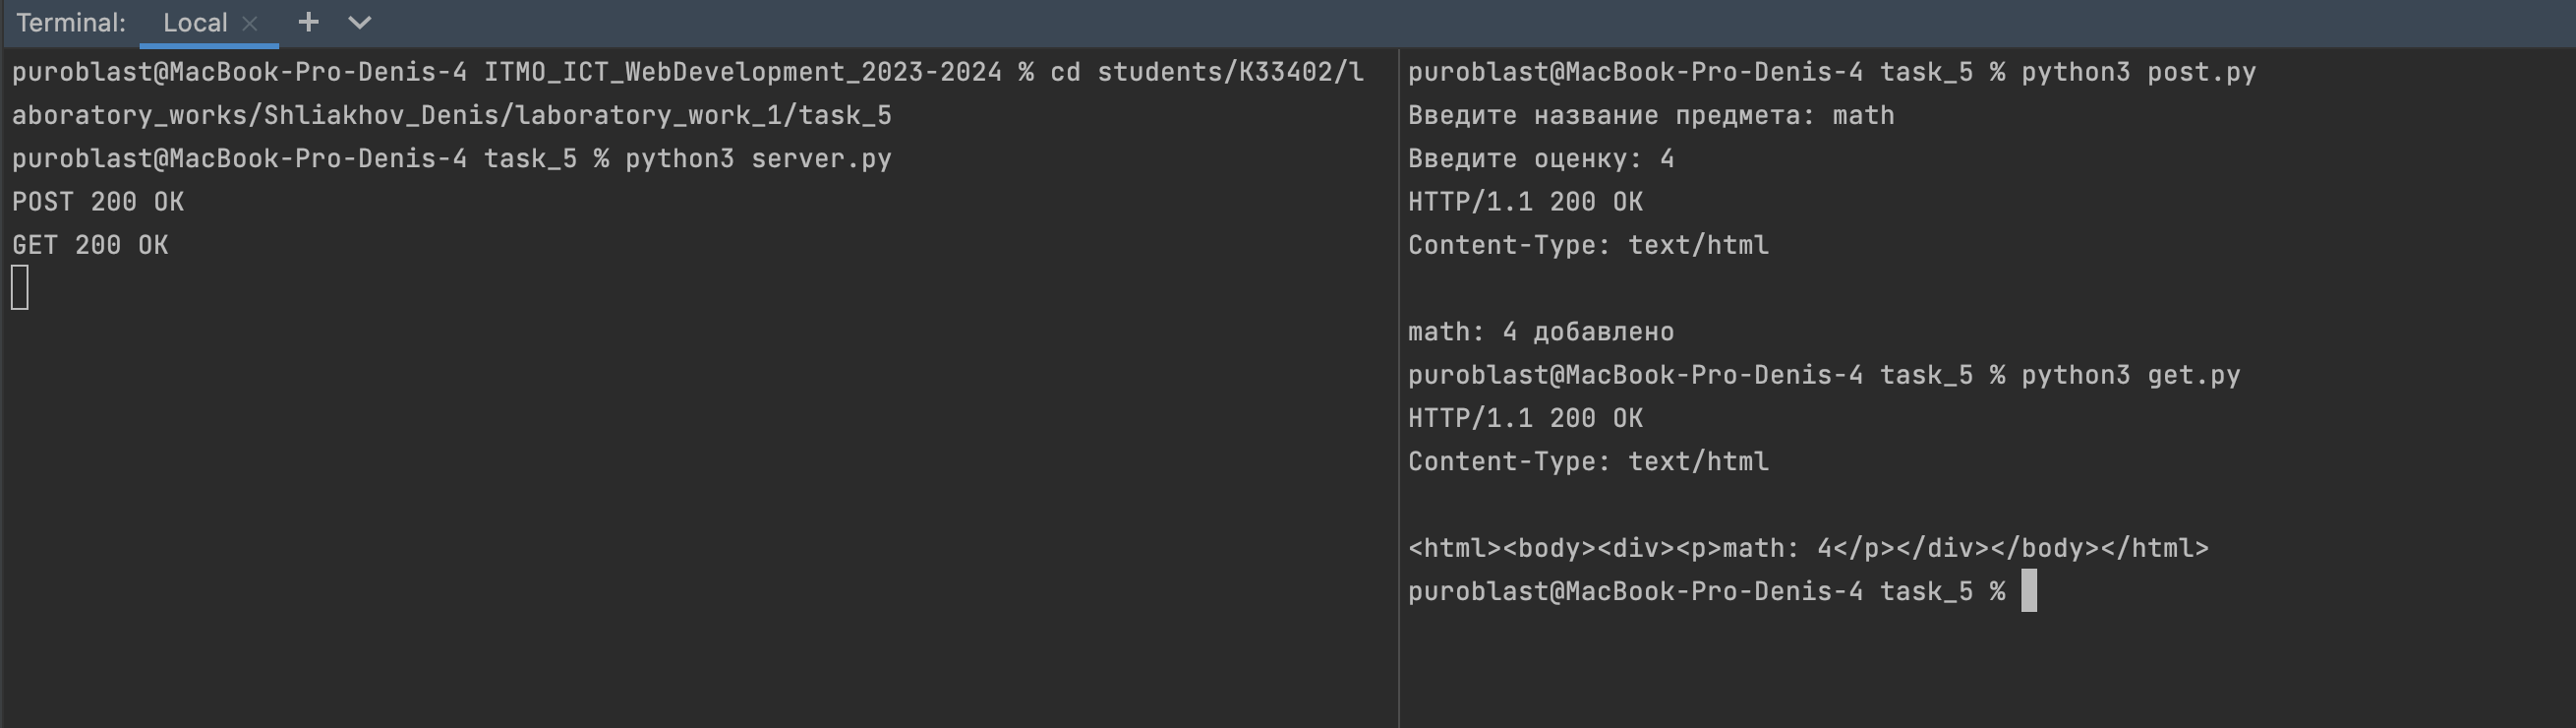 Terminal: Local × +
puroblast@MacBook-Pro-Denis-4 ITMO_ICT_WebDevelopment_2023-2024 % cd students/K33402/l
aboratory_works/Shliakhov_Denis/laboratory_work_1/task_5
puroblast@MacBook-Pro-Denis-4 task_5 % python3 server.py
POST 200 OK
GET 200 OK
puroblast@MacBook-Pro-Denis-4 task_5 % python3 post.py
Введите название предмета: math
Введите оценку: 4
HTTP/1.1 200 OK
Content-Type: text/html

math: 4 добавлено
puroblast@MacBook-Pro-Denis-4 task_5 % python3 get.py
HTTP/1.1 200 OK
Content-Type: text/html

<html><body><div><p>math: 4</p></div></body></html>
puroblast@MacBook-Pro-Denis-4 task_5 %